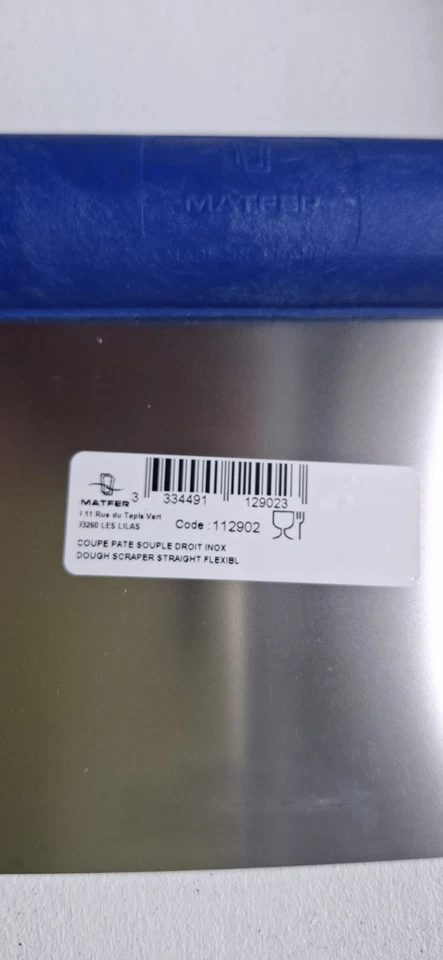 MATFER
MATFER
3 334491 129023
11 Rue du Tapis Vert
93260 LES LILAS
Code :112902
COUPE PATE SOUPLE DROIT INOX
DOUGH SCRAPER STRAIGHT FLEXIBL